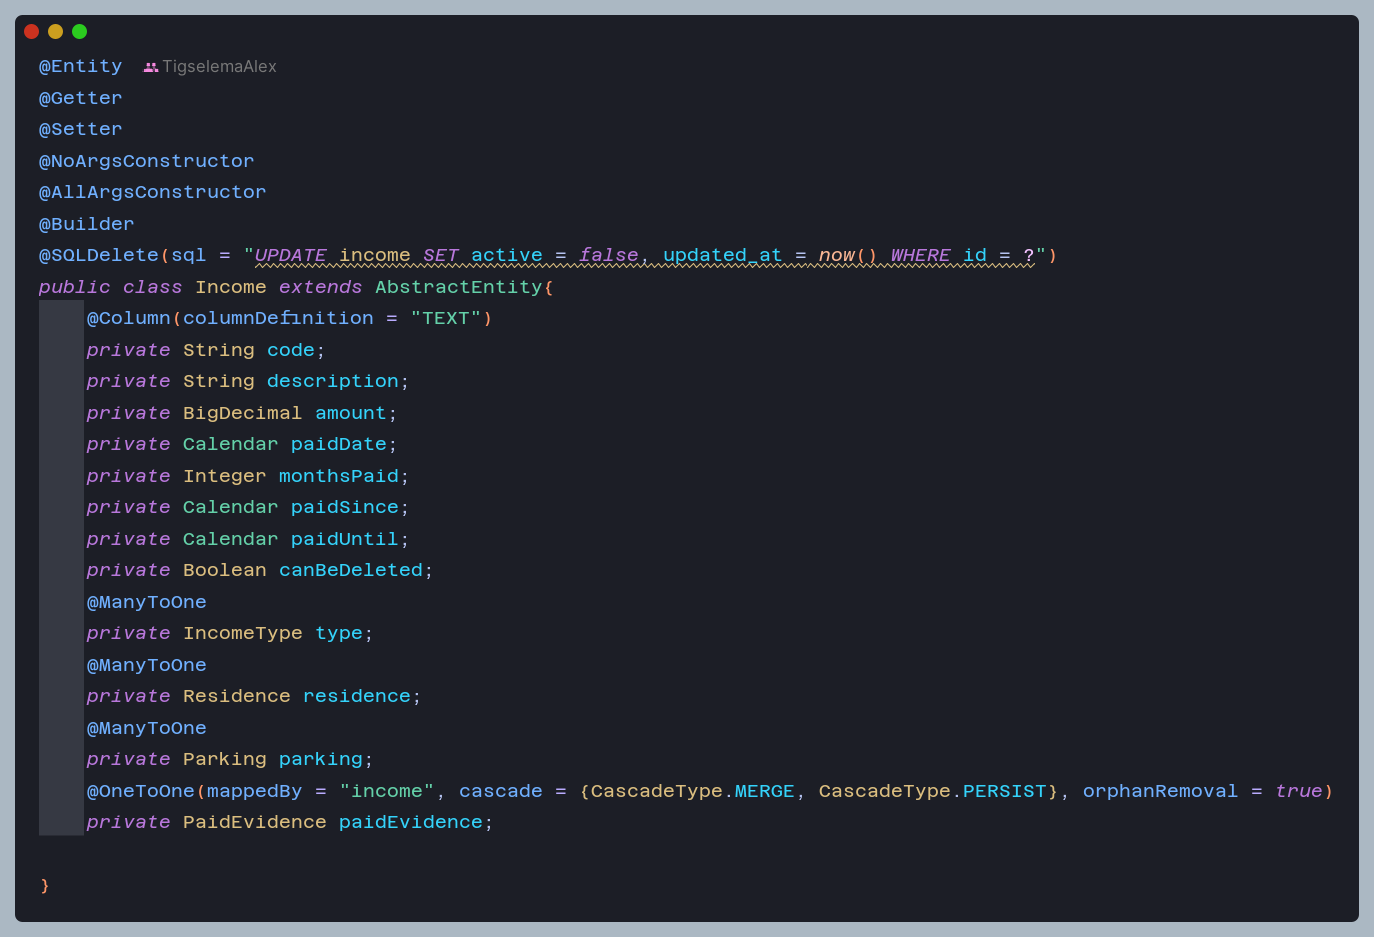 @Entity TigselemaAlex
@Getter
@Setter
@NoArgsConstructor
@AllArgsConstructor
@Builder
@SQLDelete(sql = "UPDATE income SET active = false, updated_at = now() WHERE id = ?")
public class Income extends AbstractEntity{
    @Column(columnDefinition = "TEXT")
    private String code;
    private String description;
    private BigDecimal amount;
    private Calendar paidDate;
    private Integer monthsPaid;
    private Calendar paidSince;
    private Calendar paidUntil;
    private Boolean canBeDeleted;
    @ManyToOne
    private IncomeType type;
    @ManyToOne
    private Residence residence;
    @ManyToOne
    private Parking parking;
    @OneToOne(mappedBy = "income", cascade = {CascadeType.MERGE, CascadeType.PERSIST}, orphanRemoval = true)
    private PaidEvidence paidEvidence;
}